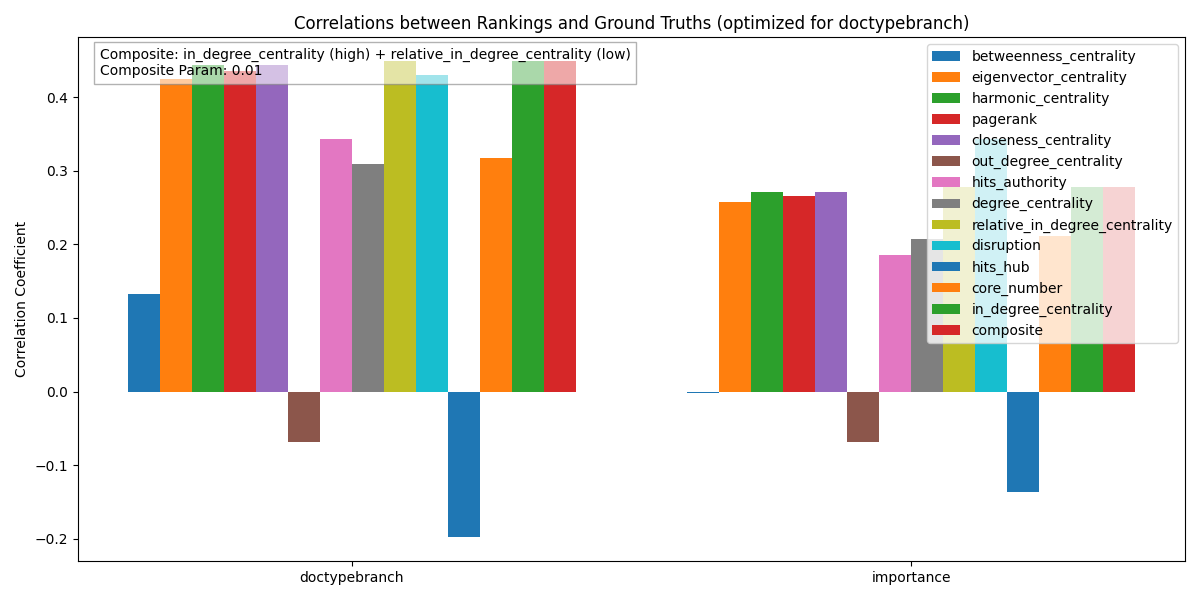 Correlations between Rankings and Ground Truths (optimized for doctypebranch)
Composite: in_degree_centrality (high) + relative_in_degree_centrality (low)
Composite Param: 0.01
betweenness_centrality
eigenvector_centrality
harmonic_centrality
pagerank
closeness_centrality
out_degree_centrality
hits_authority
degree_centrality
relative_in_degree_centrality
disruption
hits_hub
core_number
in_degree_centrality
composite
Correlation Coefficient
0.4
0.3
0.2
0.1
0.0
−0.1
−0.2
doctypebranch
importance